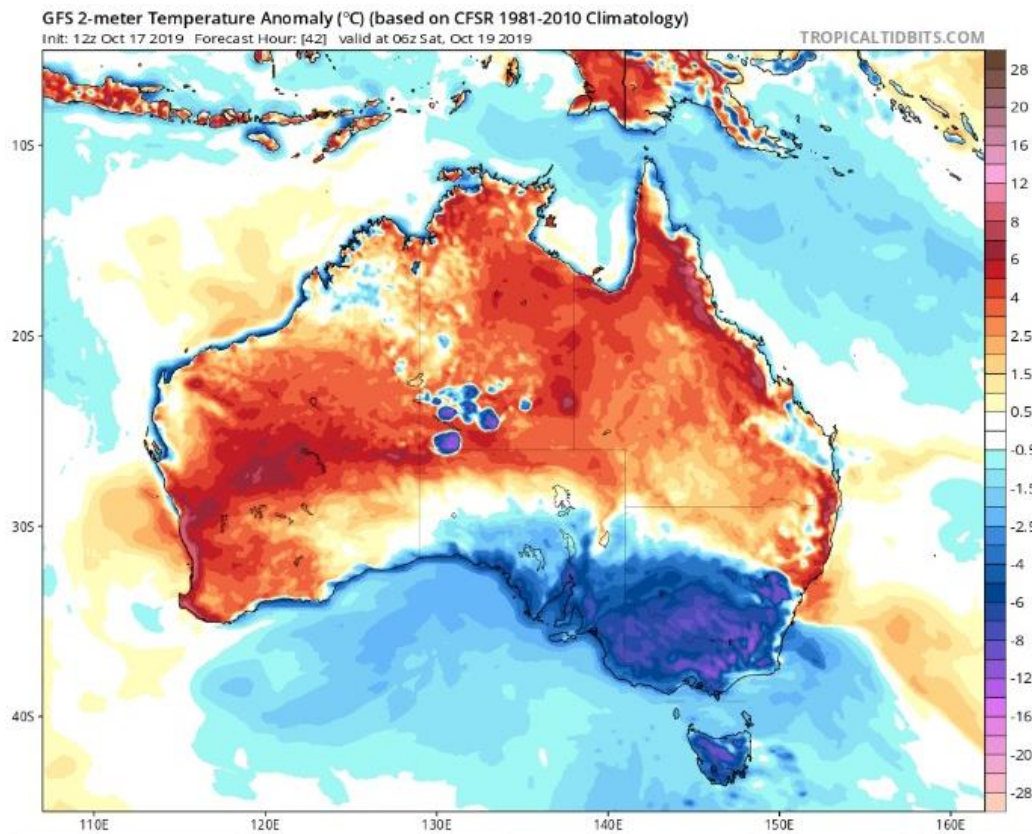 GFS 2-meter Temperature Anomaly (°C) (based on CFSR 1981-2010 Climatology)
Init: 12z Oct 17 2019 Forecast Hour: [42] valid at 06z Sat, Oct 19 2019 TROPICALTIDBITS.COM
28
20
16
12
8
6
4
2.5
1.5
0.5
-0.5
-1.5
-2.5
-4
-6
-8
-12
-16
-20
-28
10S
20S
30S
40S
110E 120E 130E 140E 150E 160E